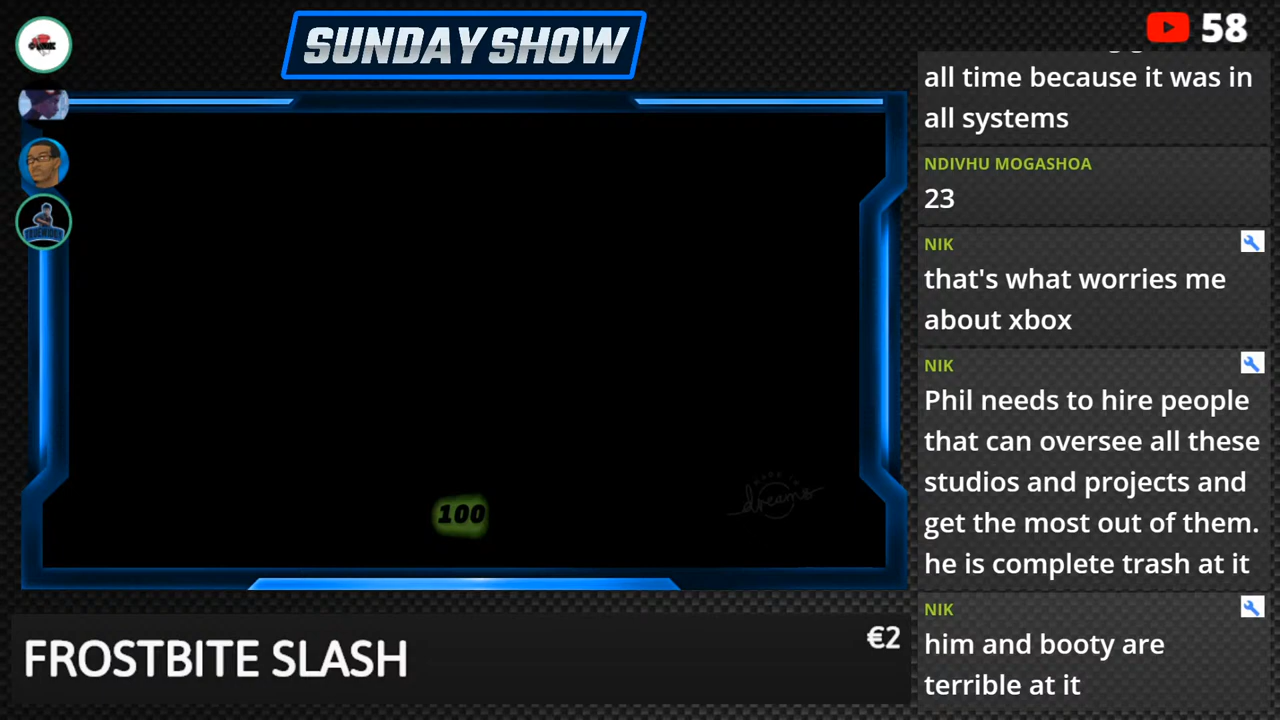 SUNDAY SHOW
58
all time because it was in
all systems
NDIVHU MOGASHOA
23
NIK
that's what worries me
about xbox
NIK
Phil needs to hire people
that can oversee all these
studios and projects and
get the most out of them.
he is complete trash at it
NIK
him and booty are
terrible at it
100
dreams
FROSTBITE SLASH
€2